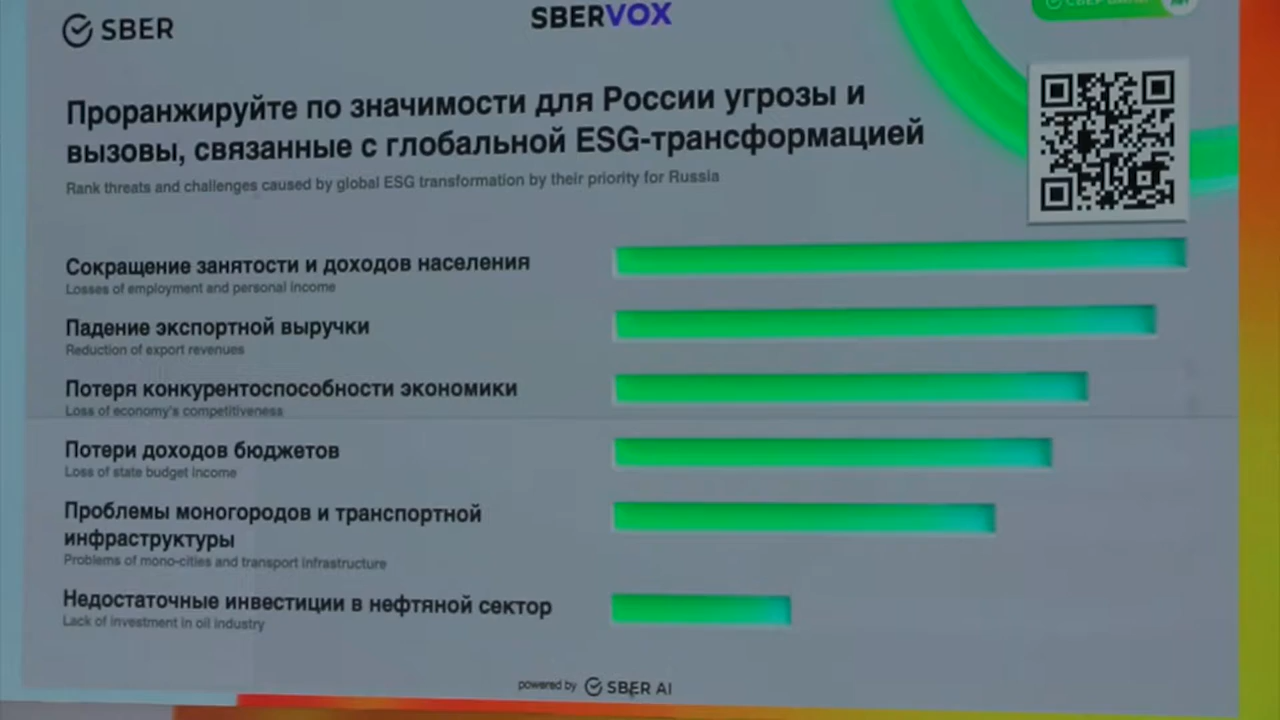 SBER
SBERVOX
Проранжируйте по значимости для России угрозы и
вызовы, связанные с глобальной ESG-трансформацией
Rank threats and challenges caused by global ESG transformation by their priority for Russia
Сокращение занятости и доходов населения
Losses of employment and personal income
Падение экспортной выручки
Reduction of export revenues
Потеря конкурентоспособности экономики
Loss of economy's competitiveness
Потери доходов бюджетов
Loss of state budget income
Проблемы моногородов и транспортной
инфраструктуры
Problems of mono-cities and transport infrastructure
Недостаточные инвестиции в нефтяной сектор
Lack of investment in oil industry
powered by SBER AI